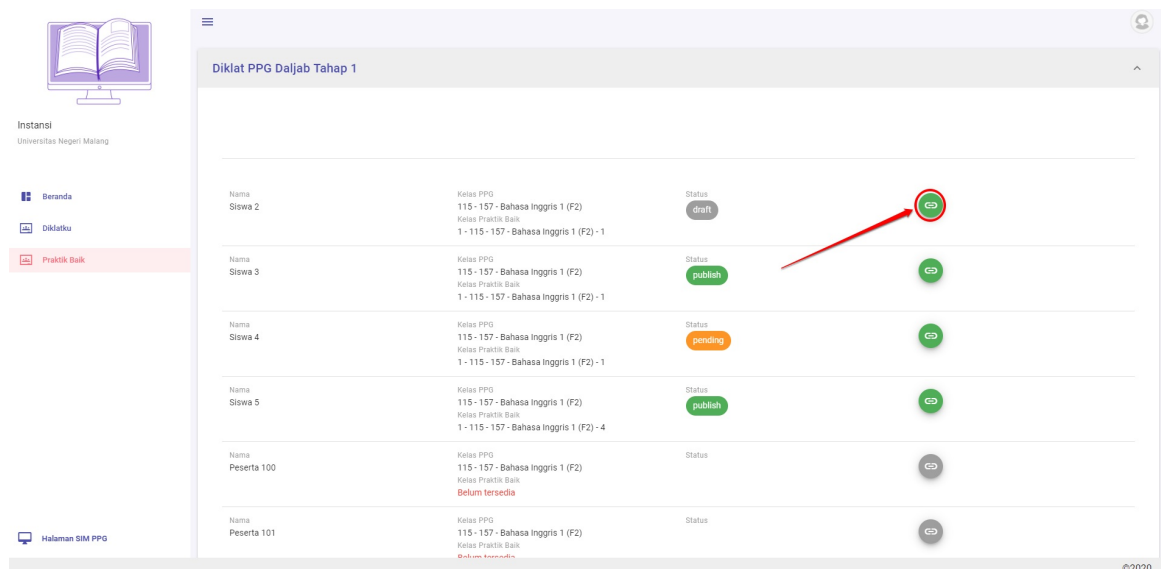 Diklat PPG Daljab Tahap 1
Instansi
Universitas Negeri Malang
Beranda
Diklatku
Praktik Baik
Halaman SIM PPG
Nama Kelas PPG Status
Siswa 2 115 - 157 - Bahasa Inggris 1 (F2) draft
Kelas Praktik Baik
1 - 115 - 157 - Bahasa Inggris 1 (F2) - 1
Nama Kelas PPG Status
Siswa 3 115 - 157 - Bahasa Inggris 1 (F2) publish
Kelas Praktik Baik
1 - 115 - 157 - Bahasa Inggris 1 (F2) - 1
Nama Kelas PPG Status
Siswa 4 115 - 157 - Bahasa Inggris 1 (F2) pending
Kelas Praktik Baik
1 - 115 - 157 - Bahasa Inggris 1 (F2) - 1
Nama Kelas PPG Status
Siswa 5 115 - 157 - Bahasa Inggris 1 (F2) publish
Kelas Praktik Baik
1 - 115 - 157 - Bahasa Inggris 1 (F2) - 4
Nama Kelas PPG Status
Peserta 100 115 - 157 - Bahasa Inggris 1 (F2)
Kelas Praktik Baik
Belum tersedia
Nama Kelas PPG Status
Peserta 101 115 - 157 - Bahasa Inggris 1 (F2)
Kelas Praktik Baik
Belum tersedia
©2020